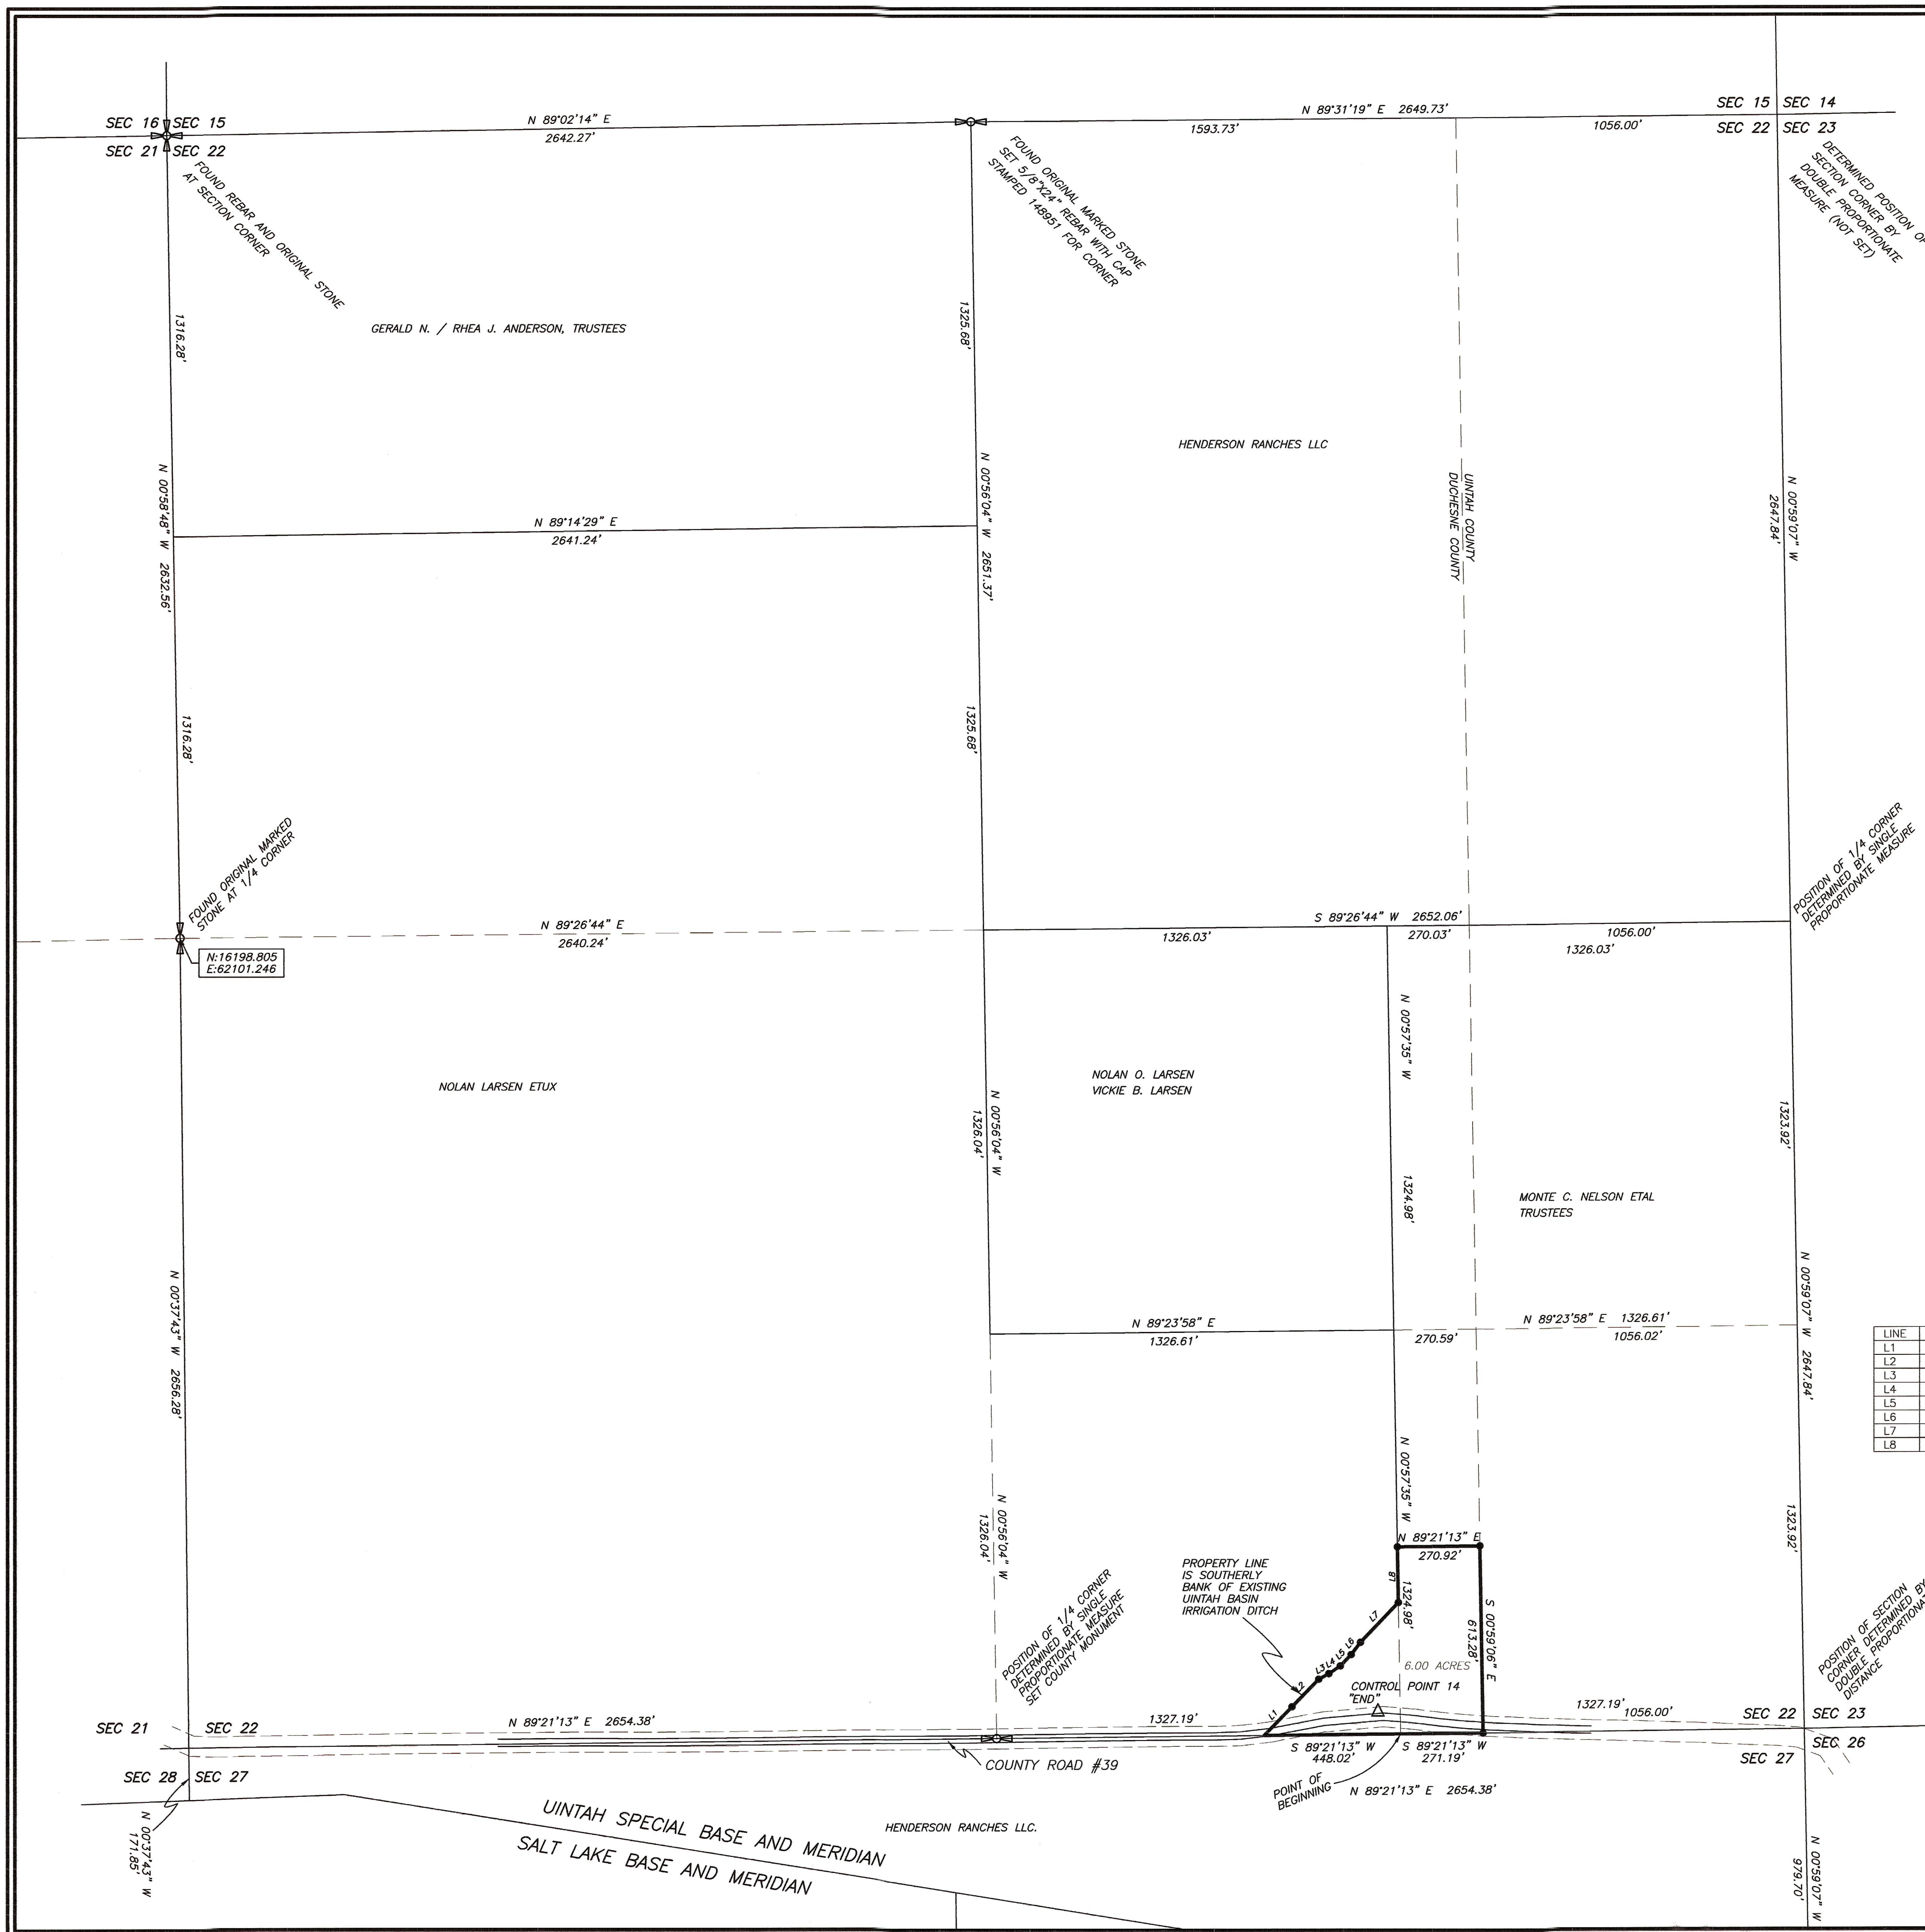 SEC 16 SEC 15
SEC 21 SEC 22
N 89°02'14" E
2642.27'
N 89°31'19" E 2649.73'
1593.73'
1056.00'
SEC 15 SEC 14
SEC 22 SEC 23
FOUND REBAR AND ORIGINAL STONE
AT SECTION CORNER
FOUND ORIGINAL MARKED STONE
SET 5/8"X24" REBAR WITH CAP
STAMPED 148951 FOR CORNER
DETERMINED POSITION OF
SECTION CORNER BY
DOUBLE PROPORTIONATE
MEASURE (NOT SET)
1316.28'
GERALD N. / RHEA J. ANDERSON, TRUSTEES
1325.68'
HENDERSON RANCHES LLC
N 00°58'48" W 2632.56'
N 00°56'04" W 2651.37'
UINTAH COUNTY
DUCHESNE COUNTY
N 00°59'07" W
2647.84'
N 89°14'29" E
2641.24'
1316.28'
1325.68'
FOUND ORIGINAL MARKED
STONE AT 1/4 CORNER
POSITION OF 1/4 CORNER
DETERMINED BY SINGLE
PROPORTIONATE MEASURE
N 89°26'44" E
2640.24'
N:16198.805
E:62101.246
S 89°26'44" W 2652.06'
1326.03'
270.03'
1056.00'
1326.03'
N 00°57'35" W
NOLAN LARSEN ETUX
NOLAN O. LARSEN
VICKIE B. LARSEN
N 00°56'04" W
1326.04'
1324.98'
1323.92'
MONTE C. NELSON ETAL
TRUSTEES
N 00°37'43" W 2656.28'
N 00°59'07" W 2647.84'
N 89°23'58" E
1326.61'
270.59'
N 89°23'58" E 1326.61'
1056.02'
LINE
L1
L2
L3
L4
L5
L6
L7
L8
N 00°57'35" W
N 00°56'04" W
1326.04'
1323.92'
N 89°21'13" E
270.92'
PROPERTY LINE
IS SOUTHERLY
BANK OF EXISTING
UINTAH BASIN
IRRIGATION DITCH
L8
1324.98'
S 00°59'06" E
613.28'
L7
L6
L5
L4
L3
L2
L1
6.00 ACRES
CONTROL POINT 14
"END"
POSITION OF 1/4 CORNER
DETERMINED BY SINGLE
PROPORTIONATE MEASURE
SET COUNTY MONUMENT
POSITION OF SECTION
CORNER DETERMINED BY
DOUBLE
DISTANCE
SEC 21 SEC 22
N 89°21'13" E 2654.38'
1327.19'
1327.19'
1056.00'
SEC 22 SEC 23
SEC 27 SEC 26
S 89°21'13" W
448.02'
S 89°21'13" W
271.19'
COUNTY ROAD #39
POINT OF
BEGINNING
N 89°21'13" E 2654.38'
SEC 28 SEC 27
N 00°37'43" W
171.85'
UINTAH SPECIAL BASE AND MERIDIAN
SALT LAKE BASE AND MERIDIAN
HENDERSON RANCHES LLC.
N 00°59'07" W
979.70'